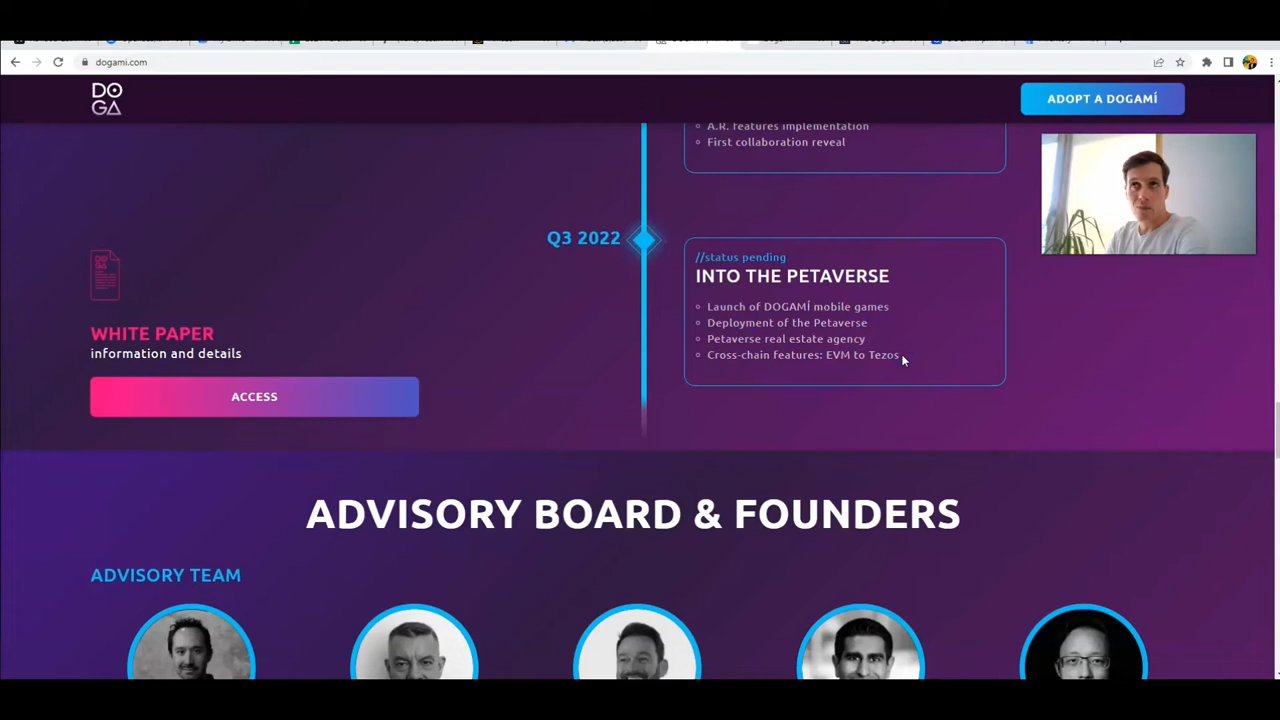 dogami.com
DO
GA
ADOPT A DOGAMÍ
A.R. features implementation
First collaboration reveal
Q3 2022
//status pending
INTO THE PETAVERSE
Launch of DOGAMÍ mobile games
Deployment of the Petaverse
Petaverse real estate agency
Cross-chain features: EVM to Tezos
WHITE PAPER
information and details
ACCESS
ADVISORY BOARD & FOUNDERS
ADVISORY TEAM